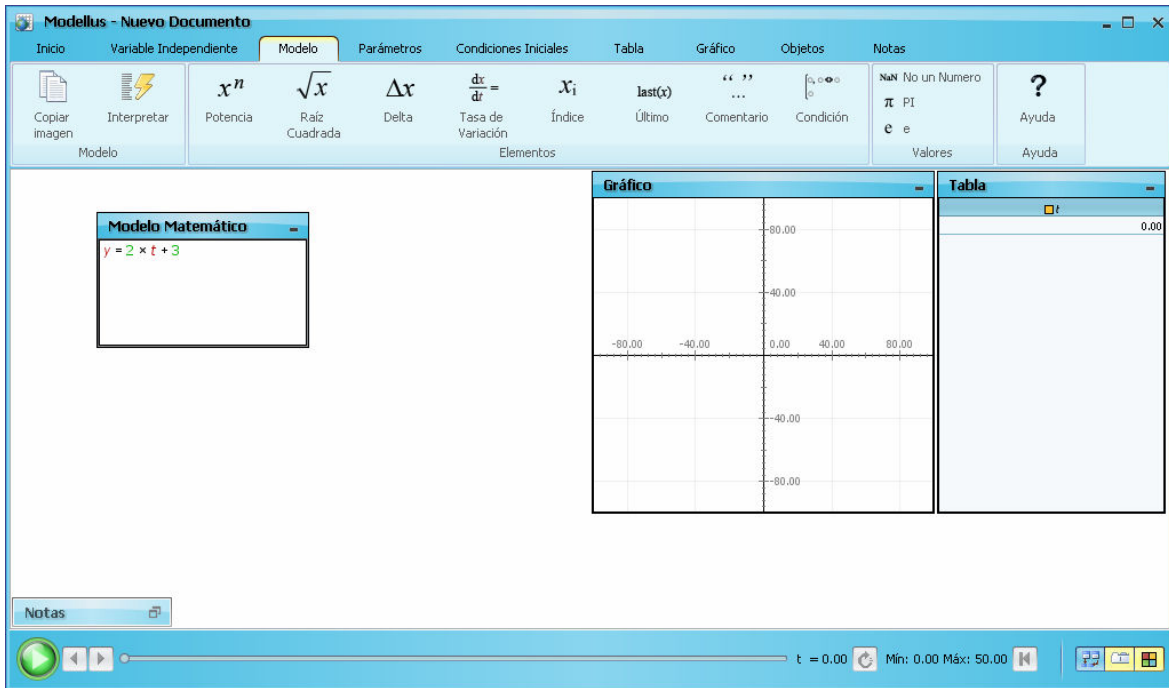 Modellus - Nuevo Documento
Inicio Variable Independiente Modelo Parámetros Condiciones Iniciales Tabla Gráfico Objetos Notas
Copiar imagen
Interpretar
Modelo
xⁿ
Potencia
√x
Raíz Cuadrada
Δx
Delta
dx/dt =
Tasa de Variación
xᵢ
Índice
last(x)
Último
“ ” ...
Comentario
Condición
Elementos
NaN No un Numero
π PI
e e
Valores
?
Ayuda
Ayuda
Modelo Matemático
y = 2 × t + 3
Gráfico
80.00
40.00
-80.00 -40.00 0.00 40.00 80.00
-40.00
-80.00
Tabla
t
0.00
Notas
t = 0.00 Mín: 0.00 Máx: 50.00